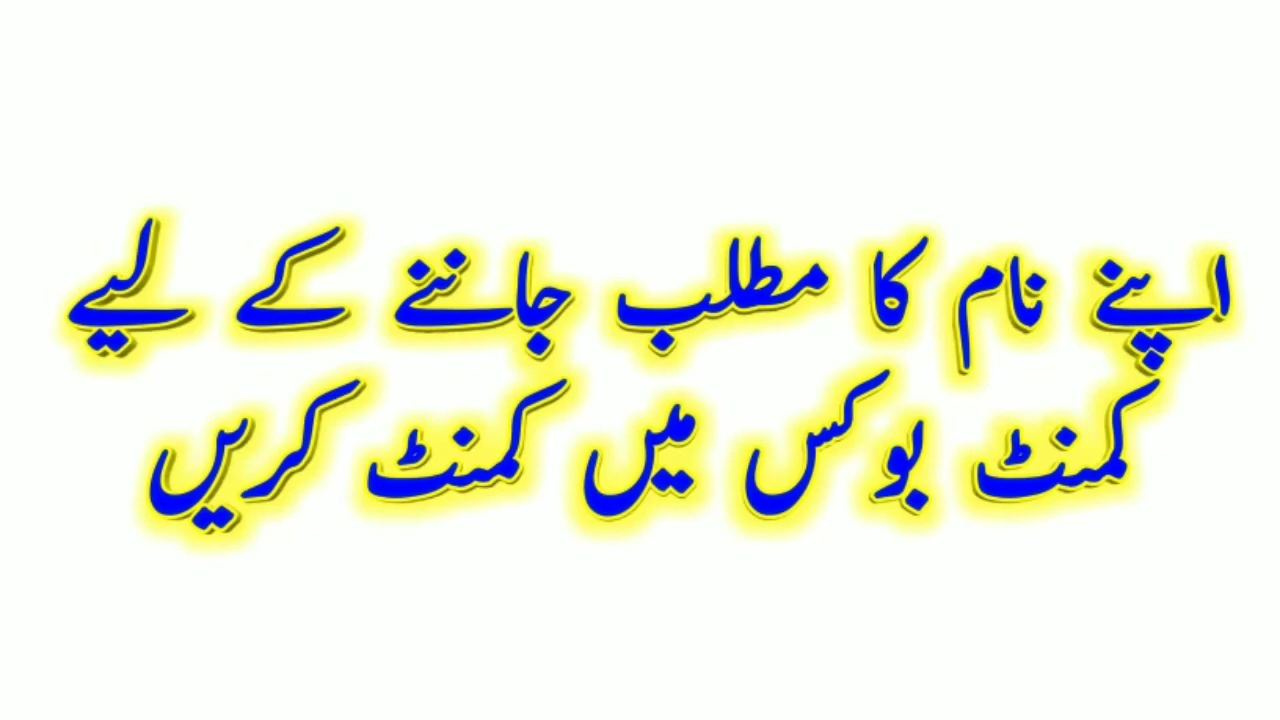 اپنے نام کا مطلب جاننے کے لیے
کمنٹ بوکس میں کمنٹ کریں